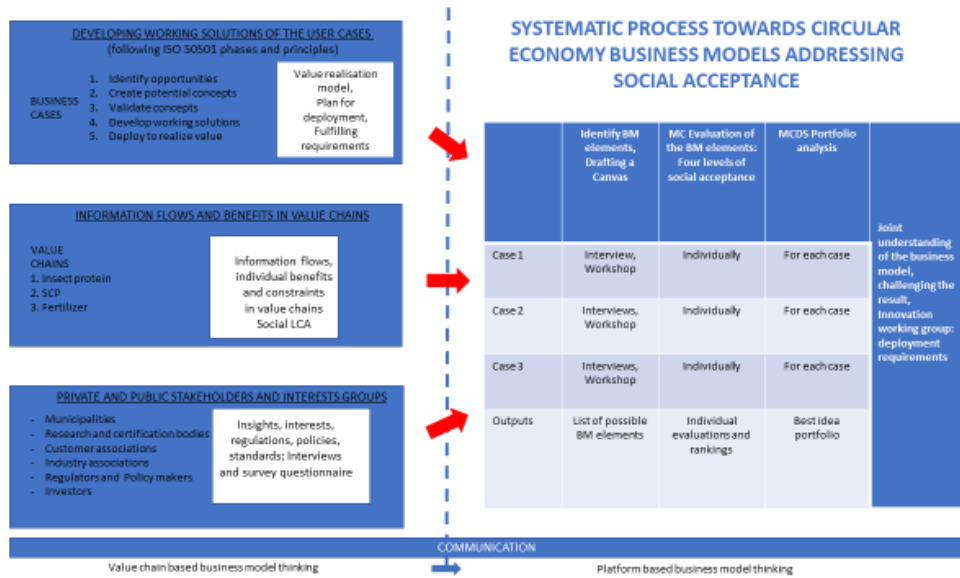 DEVELOPING WORKING SOLUTIONS OF THE USER CASES
(following ISO 50501 phases and principles)
BUSINESS
CASES
1. Identify opportunities
2. Create potential concepts
3. Validate concepts
4. Develop working solutions
5. Deploy to realize value
Value realisation
model,
Plan for
deployment,
Fulfilling
requirements
INFORMATION FLOWS AND BENEFITS IN VALUE CHAINS
VALUE
CHAINS
1. Insect protein
2. SCP
3. Fertilizer
Information flows,
individual benefits
and constraints
in value chains
Social LCA
PRIVATE AND PUBLIC STAKEHOLDERS AND INTERESTS GROUPS
- Municipalities
- Research and certification bodies
- Customer associations
- Industry associations
- Regulators and Policy makers
- Investors
Insights, interests,
regulations, policies,
standards; Interviews
and survey questionnaire
SYSTEMATIC PROCESS TOWARDS CIRCULAR
ECONOMY BUSINESS MODELS ADDRESSING
SOCIAL ACCEPTANCE
Identify BM
elements,
Drafting a
Canvas
MC Evaluation of
the BM elements:
Four levels of
social acceptance
MCDS Portfolio
analysis
Case 1
Interview,
Workshop
Individually
For each case
Case 2
Interviews,
Workshop
Individually
For each case
Case 3
Interviews,
Workshop
Individually
For each case
Outputs
List of possible
BM elements
Individual
evaluations and
rankings
Best idea
portfolio
Joint
understanding
of the business
model,
challenging the
result,
Innovation
working group:
deployment
requirements
COMMUNICATION
Value chain based business model thinking
Platform based business model thinking